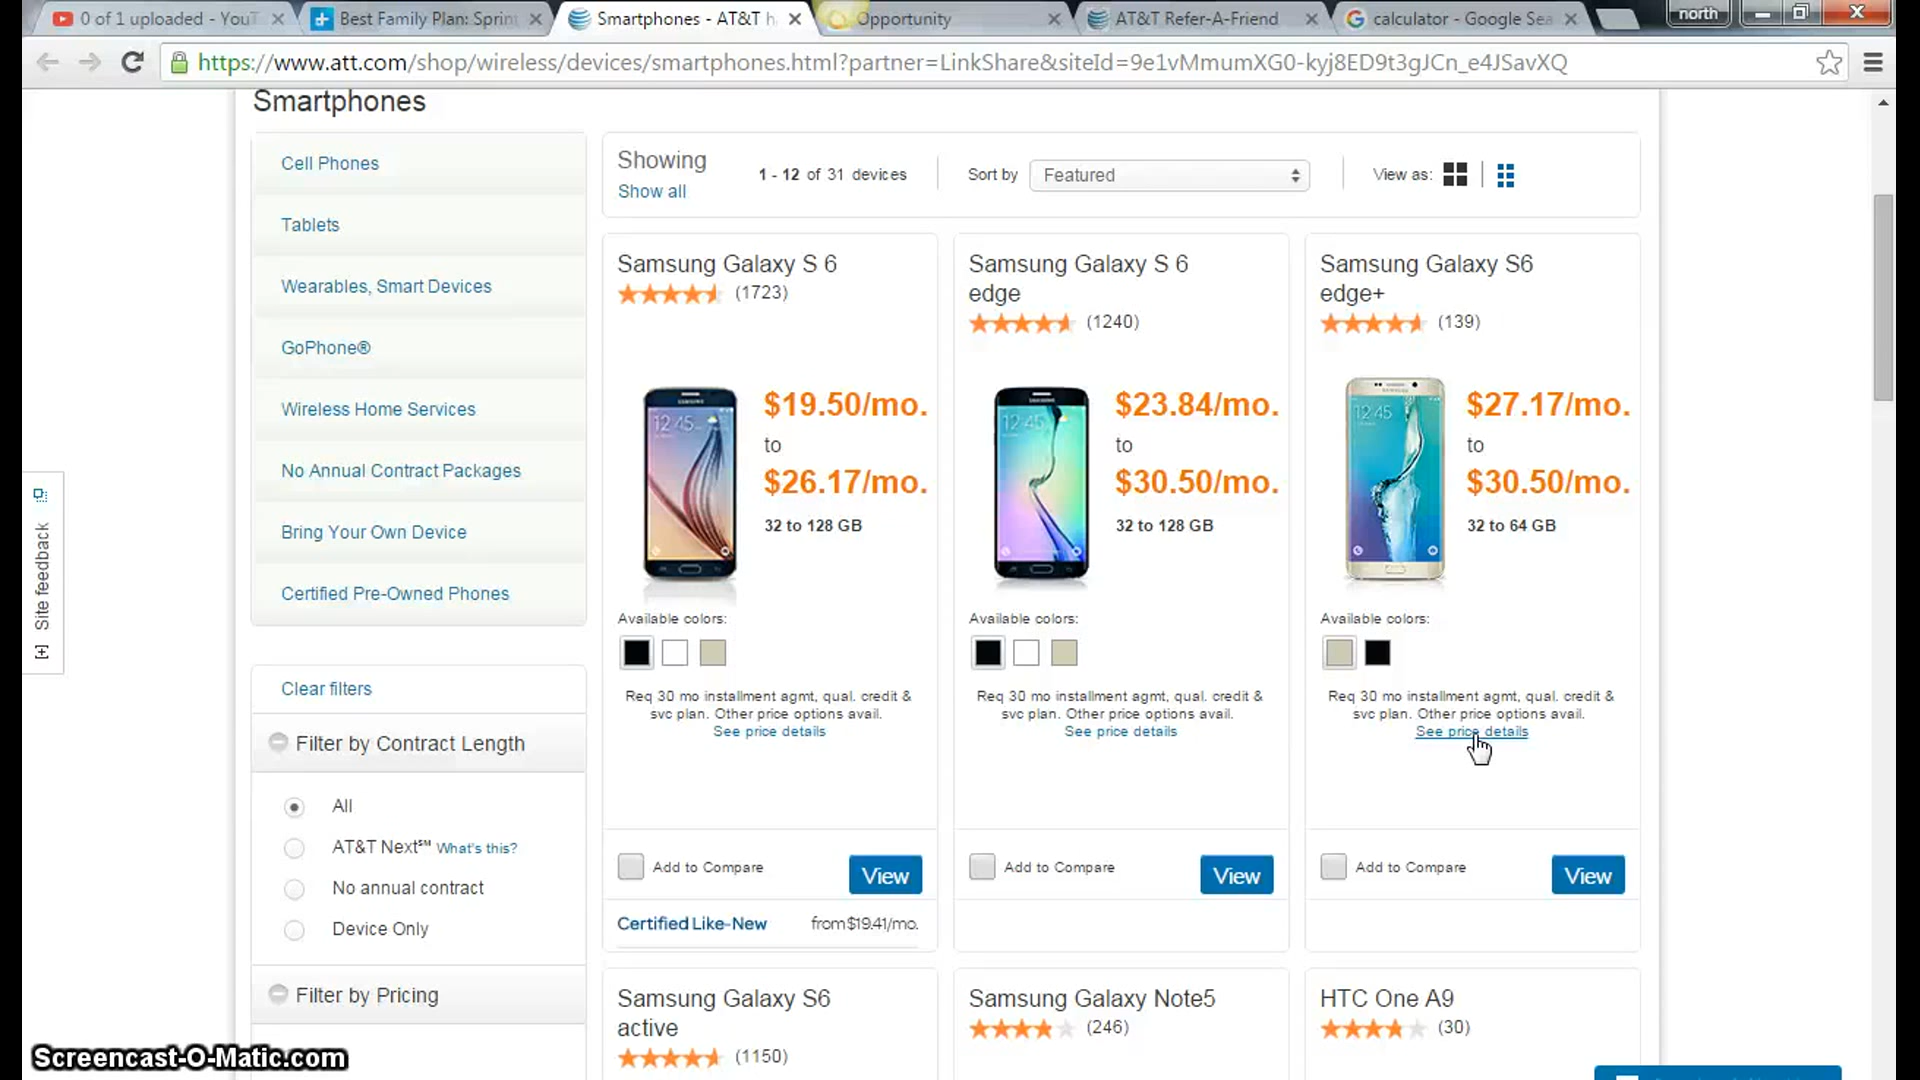 0 of 1 uploaded - YouT
Best Family Plan: Sprin
Smartphones - AT&T h
Opportunity
AT&T Refer-A-Friend
calculator - Google Sea
north
https://www.att.com/shop/wireless/devices/smartphones.html?partner=LinkShare&siteId=9e1vMmumXG0-kyj8ED9t3gJCn_e4JSavXQ
Smartphones
Cell Phones
Tablets
Wearables, Smart Devices
GoPhone®
Wireless Home Services
No Annual Contract Packages
Bring Your Own Device
Certified Pre-Owned Phones
Clear filters
Filter by Contract Length
All
AT&T Next℠ What's this?
No annual contract
Device Only
Filter by Pricing
[+] Site feedback
Showing
Show all
1 - 12 of 31 devices
Sort by
Featured
View as:
Samsung Galaxy S 6
(1723)
12:45
$19.50/mo.
to
$26.17/mo.
32 to 128 GB
Available colors:
Req 30 mo installment agmt, qual. credit &
svc plan. Other price options avail.
See price details
Add to Compare
View
Certified Like-New
from $19.41/mo.
Samsung Galaxy S 6
edge
(1240)
12:45
$23.84/mo.
to
$30.50/mo.
32 to 128 GB
Available colors:
Req 30 mo installment agmt, qual. credit &
svc plan. Other price options avail.
See price details
Add to Compare
View
Samsung Galaxy S6
edge+
(139)
12:45
$27.17/mo.
to
$30.50/mo.
32 to 64 GB
Available colors:
Req 30 mo installment agmt, qual. credit &
svc plan. Other price options avail.
See price details
Add to Compare
View
Samsung Galaxy S6
active
(1150)
Samsung Galaxy Note5
(246)
HTC One A9
(30)
Screencast-O-Matic.com